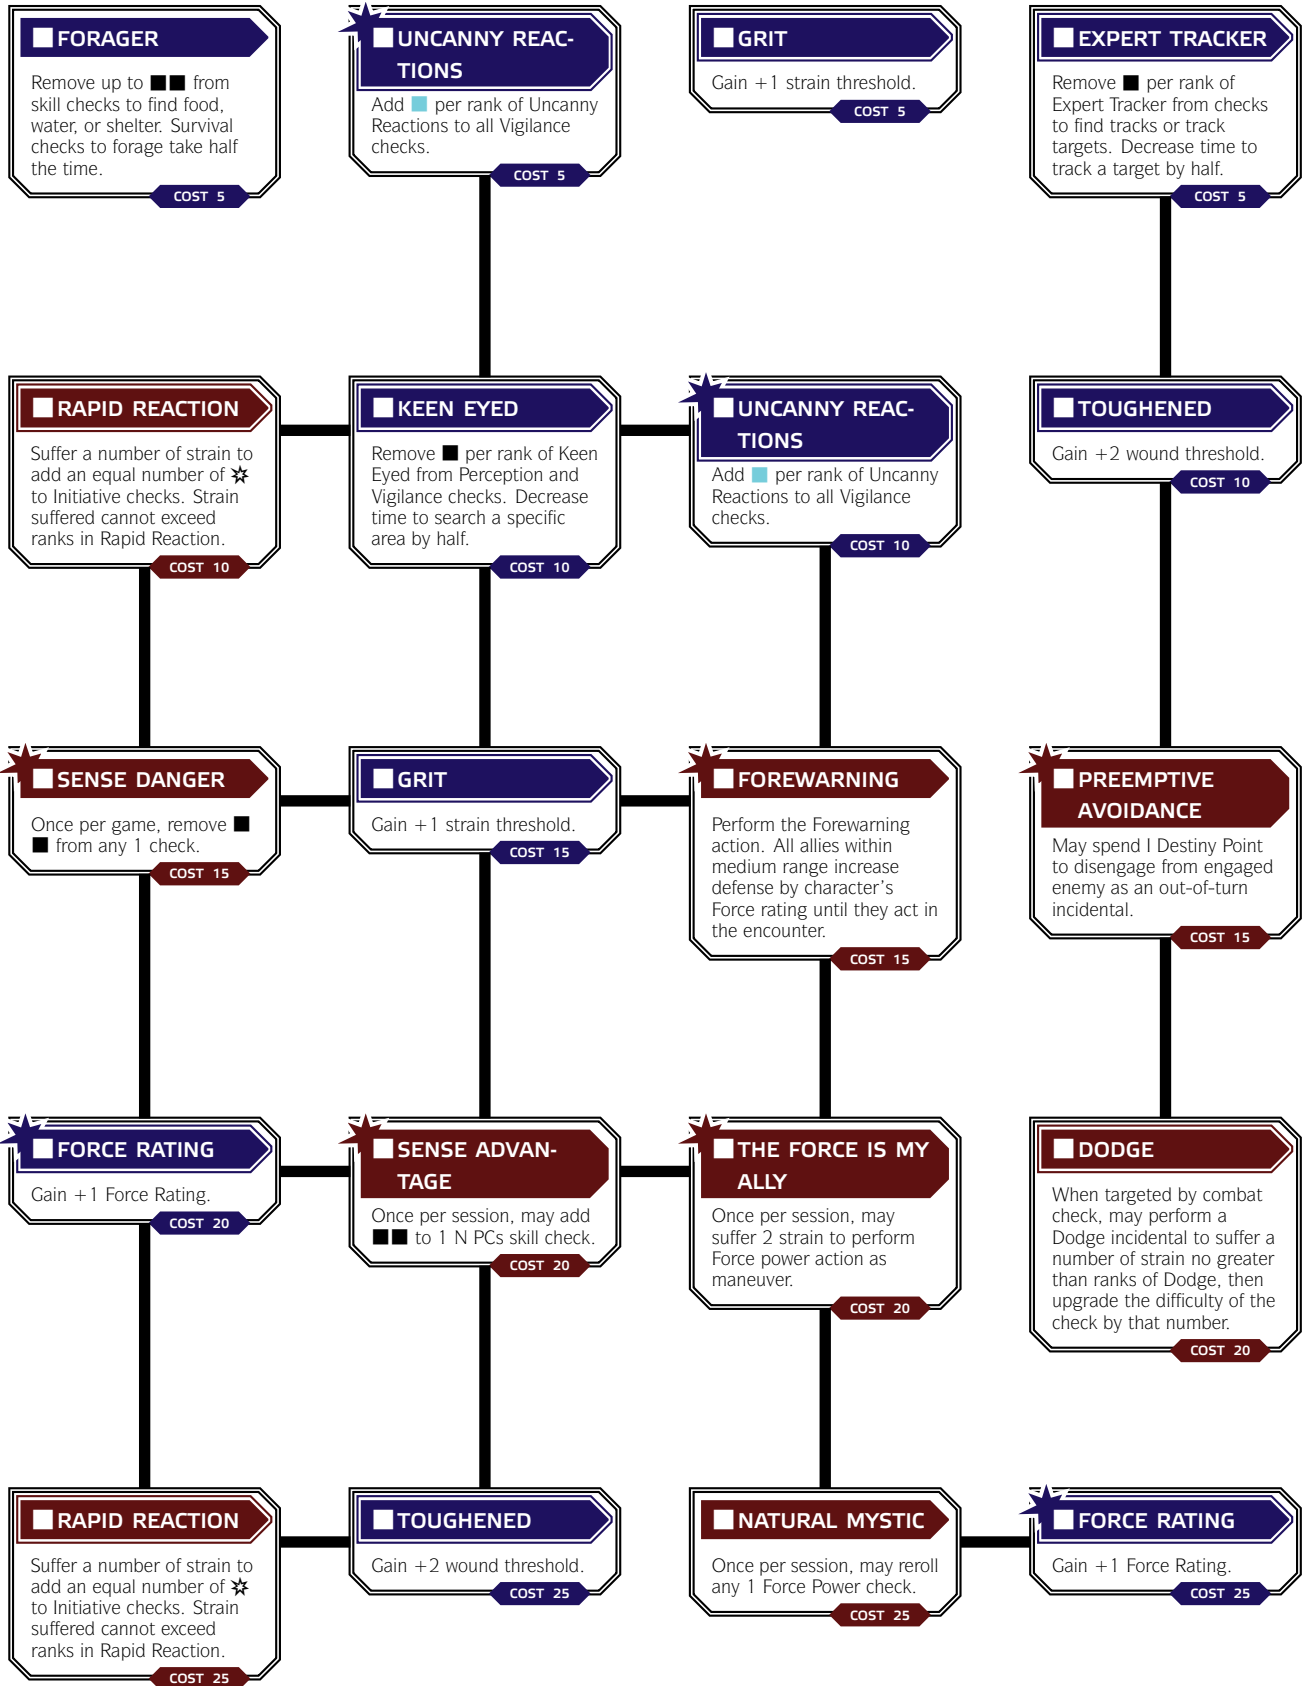 FORAGER
Remove up to ■■ from
skill checks to find food,
water, or shelter. Survival
checks to forage take half
the time.
COST 5
UNCANNY REAC-
TIONS
Add ■ per rank of Uncanny
Reactions to all Vigilance
checks.
COST 5
GRIT
Gain +1 strain threshold.
COST 5
EXPERT TRACKER
Remove ■ per rank of
Expert Tracker from checks
to find tracks or track
targets. Decrease time to
track a target by half.
COST 5
RAPID REACTION
Suffer a number of strain to
add an equal number of
to Initiative checks. Strain
suffered cannot exceed
ranks in Rapid Reaction.
COST 10
KEEN EYED
Remove ■ per rank of Keen
Eyed from Perception and
Vigilance checks. Decrease
time to search a specific
area by half.
COST 10
UNCANNY REAC-
TIONS
Add ■ per rank of Uncanny
Reactions to all Vigilance
checks.
COST 10
TOUGHENED
Gain +2 wound threshold.
COST 10
SENSE DANGER
Once per game, remove ■
■ from any 1 check.
COST 15
GRIT
Gain +1 strain threshold.
COST 15
FOREWARNING
Perform the Forewarning
action. All allies within
medium range increase
defense by character's
Force rating until they act in
the encounter.
COST 15
PREEMPTIVE
AVOIDANCE
May spend I Destiny Point
to disengage from engaged
enemy as an out-of-turn
incidental.
COST 15
FORCE RATING
Gain +1 Force Rating.
COST 20
SENSE ADVAN-
TAGE
Once per session, may add
■■ to 1 N PCs skill check.
COST 20
THE FORCE IS MY
ALLY
Once per session, may
suffer 2 strain to perform
Force power action as
maneuver.
COST 20
DODGE
When targeted by combat
check, may perform a
Dodge incidental to suffer a
number of strain no greater
than ranks of Dodge, then
upgrade the difficulty of the
check by that number.
COST 20
RAPID REACTION
Suffer a number of strain to
add an equal number of
to Initiative checks. Strain
suffered cannot exceed
ranks in Rapid Reaction.
COST 25
TOUGHENED
Gain +2 wound threshold.
COST 25
NATURAL MYSTIC
Once per session, may reroll
any 1 Force Power check.
COST 25
FORCE RATING
Gain +1 Force Rating.
COST 25